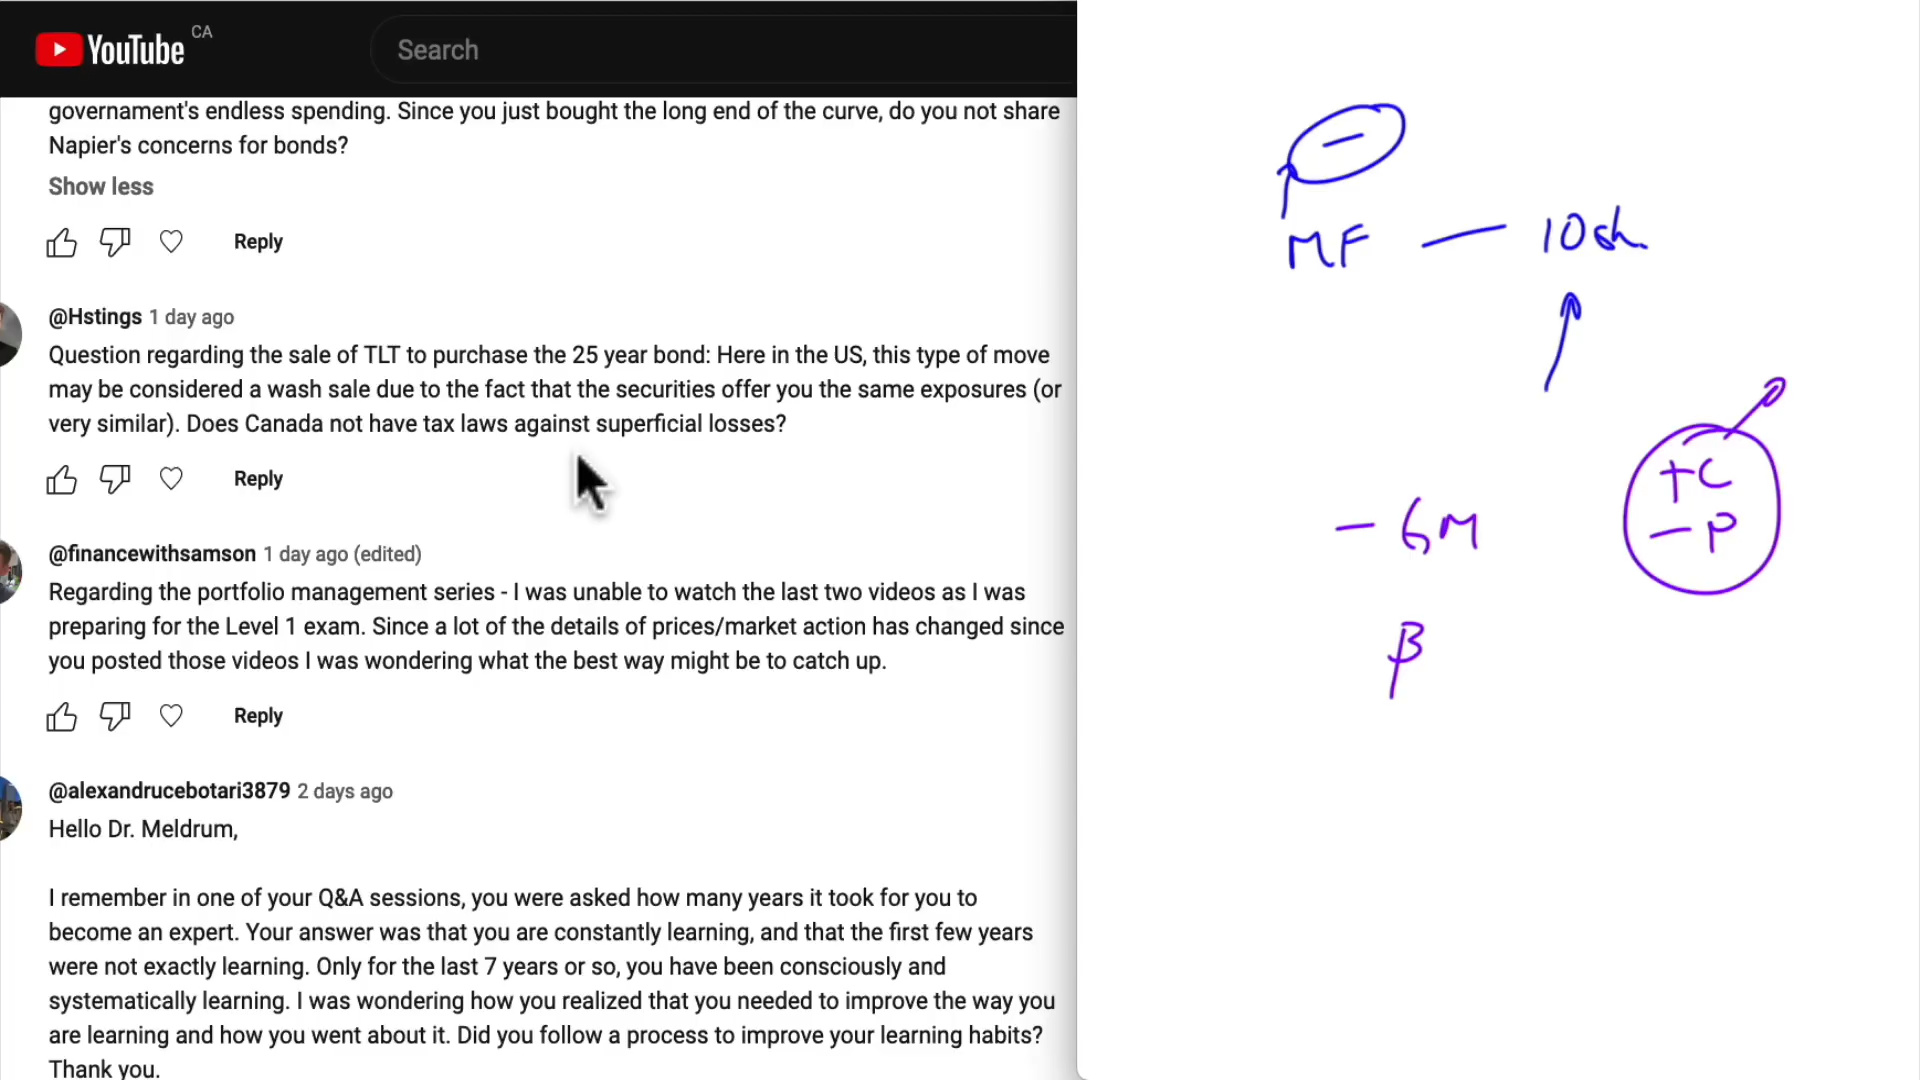 YouTube CA
Search
governament's endless spending. Since you just bought the long end of the curve, do you not share
Napier's concerns for bonds?
Show less
Reply
@Hstings 1 day ago
Question regarding the sale of TLT to purchase the 25 year bond: Here in the US, this type of move
may be considered a wash sale due to the fact that the securities offer you the same exposures (or
very similar). Does Canada not have tax laws against superficial losses?
Reply
@financewithsamson 1 day ago (edited)
Regarding the portfolio management series - I was unable to watch the last two videos as I was
preparing for the Level 1 exam. Since a lot of the details of prices/market action has changed since
you posted those videos I was wondering what the best way might be to catch up.
Reply
@alexandrucebotari3879 2 days ago
Hello Dr. Meldrum,
I remember in one of your Q&A sessions, you were asked how many years it took for you to
become an expert. Your answer was that you are constantly learning, and that the first few years
were not exactly learning. Only for the last 7 years or so, you have been consciously and
systematically learning. I was wondering how you realized that you needed to improve the way you
are learning and how you went about it. Did you follow a process to improve your learning habits?
Thank you.
–
MF — 10sh.
+C
– P
– GM
β